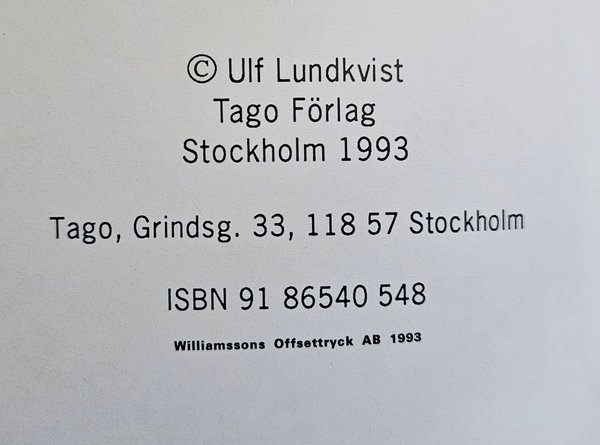 © Ulf Lundkvist
Tago Förlag
Stockholm 1993
Tago, Grindsg. 33, 118 57 Stockholm
ISBN 91 86540 548
Williamssons Offsettryck AB 1993